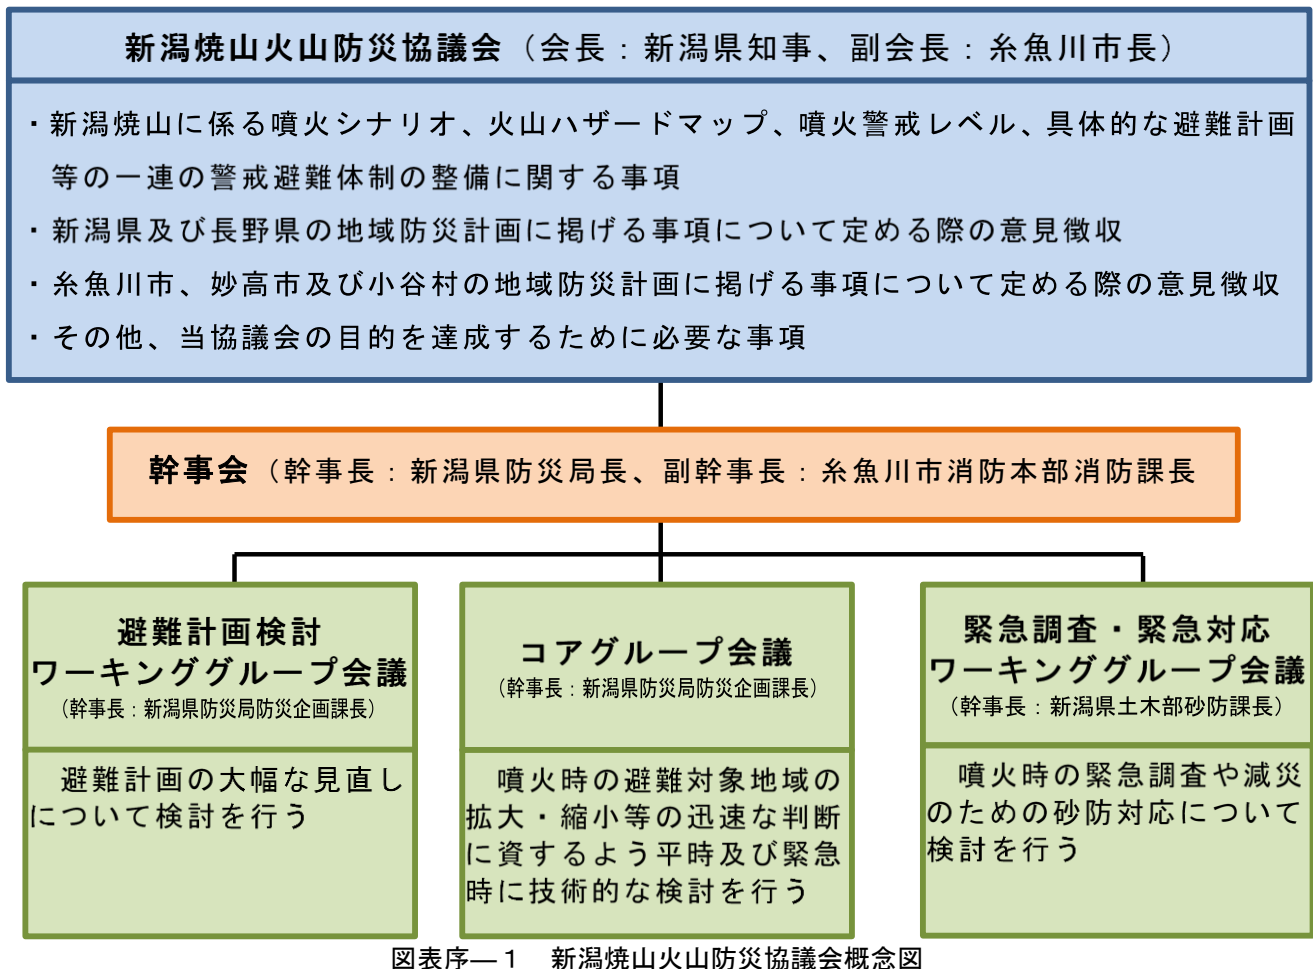 新潟焼山火山防災協議会（会長：新潟県知事、副会長：糸魚川市長）
・新潟焼山に係る噴火シナリオ、火山ハザードマップ、噴火警戒レベル、具体的な避難計画
等の一連の警戒避難体制の整備に関する事項
・新潟県及び長野県の地域防災計画に掲げる事項について定める際の意見徴収
・糸魚川市、妙高市及び小谷村の地域防災計画に掲げる事項について定める際の意見徴収
・その他、当協議会の目的を達成するために必要な事項
幹事会（幹事長：新潟県防災局長、副幹事長：糸魚川市消防本部消防課長
避難計画検討
ワーキンググループ会議
（幹事長：新潟県防災局防災企画課長）
避難計画の大幅な見直し
について検討を行う
コアグループ会議
（幹事長：新潟県防災局防災企画課長）
噴火時の避難対象地域の
拡大・縮小等の迅速な判断
に資するよう平時及び緊急
時に技術的な検討を行う
緊急調査・緊急対応
ワーキンググループ会議
（幹事長：新潟県土木部砂防課長）
噴火時の緊急調査や減災
のための砂防対応について
検討を行う
図表序―１　新潟焼山火山防災協議会概念図